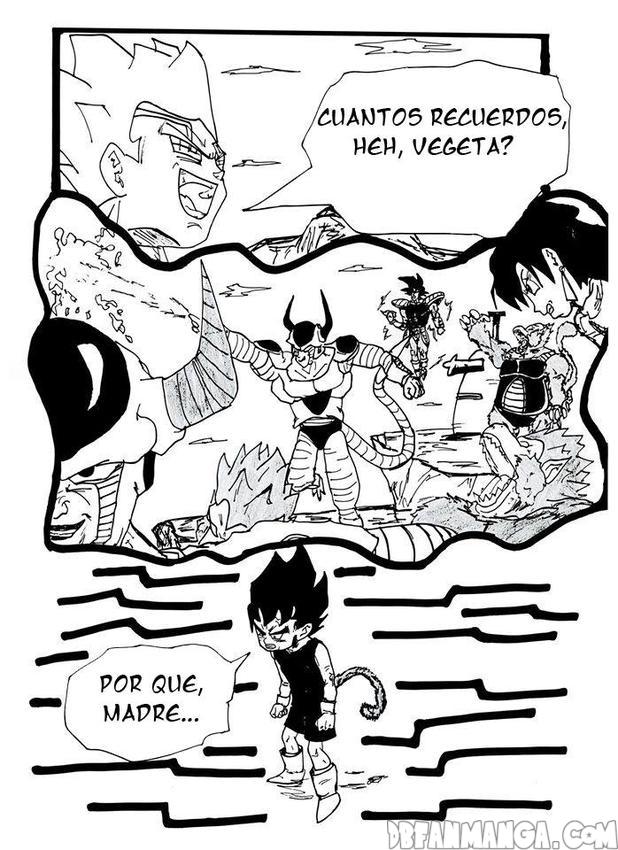 CUANTOS RECUERDOS,
HEH, VEGETA?
POR QUE,
MADRE...
DBFANMANGA.COM